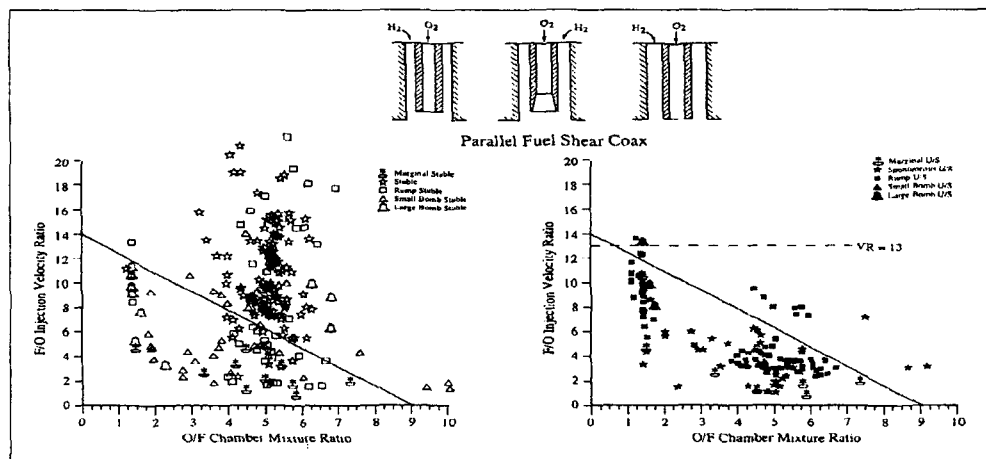 H₂ O₂
O₂ H₂
H₂ O₂
Parallel Fuel Shear Coax
Marginal Stable
Stable
Ramp Stable
Small Bomb Stable
Large Bomb Stable
F/O Injection Velocity Ratio
20
18
16
14
12
10
8
6
4
2
0
0 1 2 3 4 5 6 7 8 9 10
O/F Chamber Mixture Ratio
Marginal U/S
Spontaneous U/S
Ramp U/S
Small Bomb U/S
Large Bomb U/S
VR = 13
F/O Injection Velocity Ratio
20
18
16
14
12
10
8
6
4
2
0
0 1 2 3 4 5 6 7 8 9 10
O/F Chamber Mixture Ratio